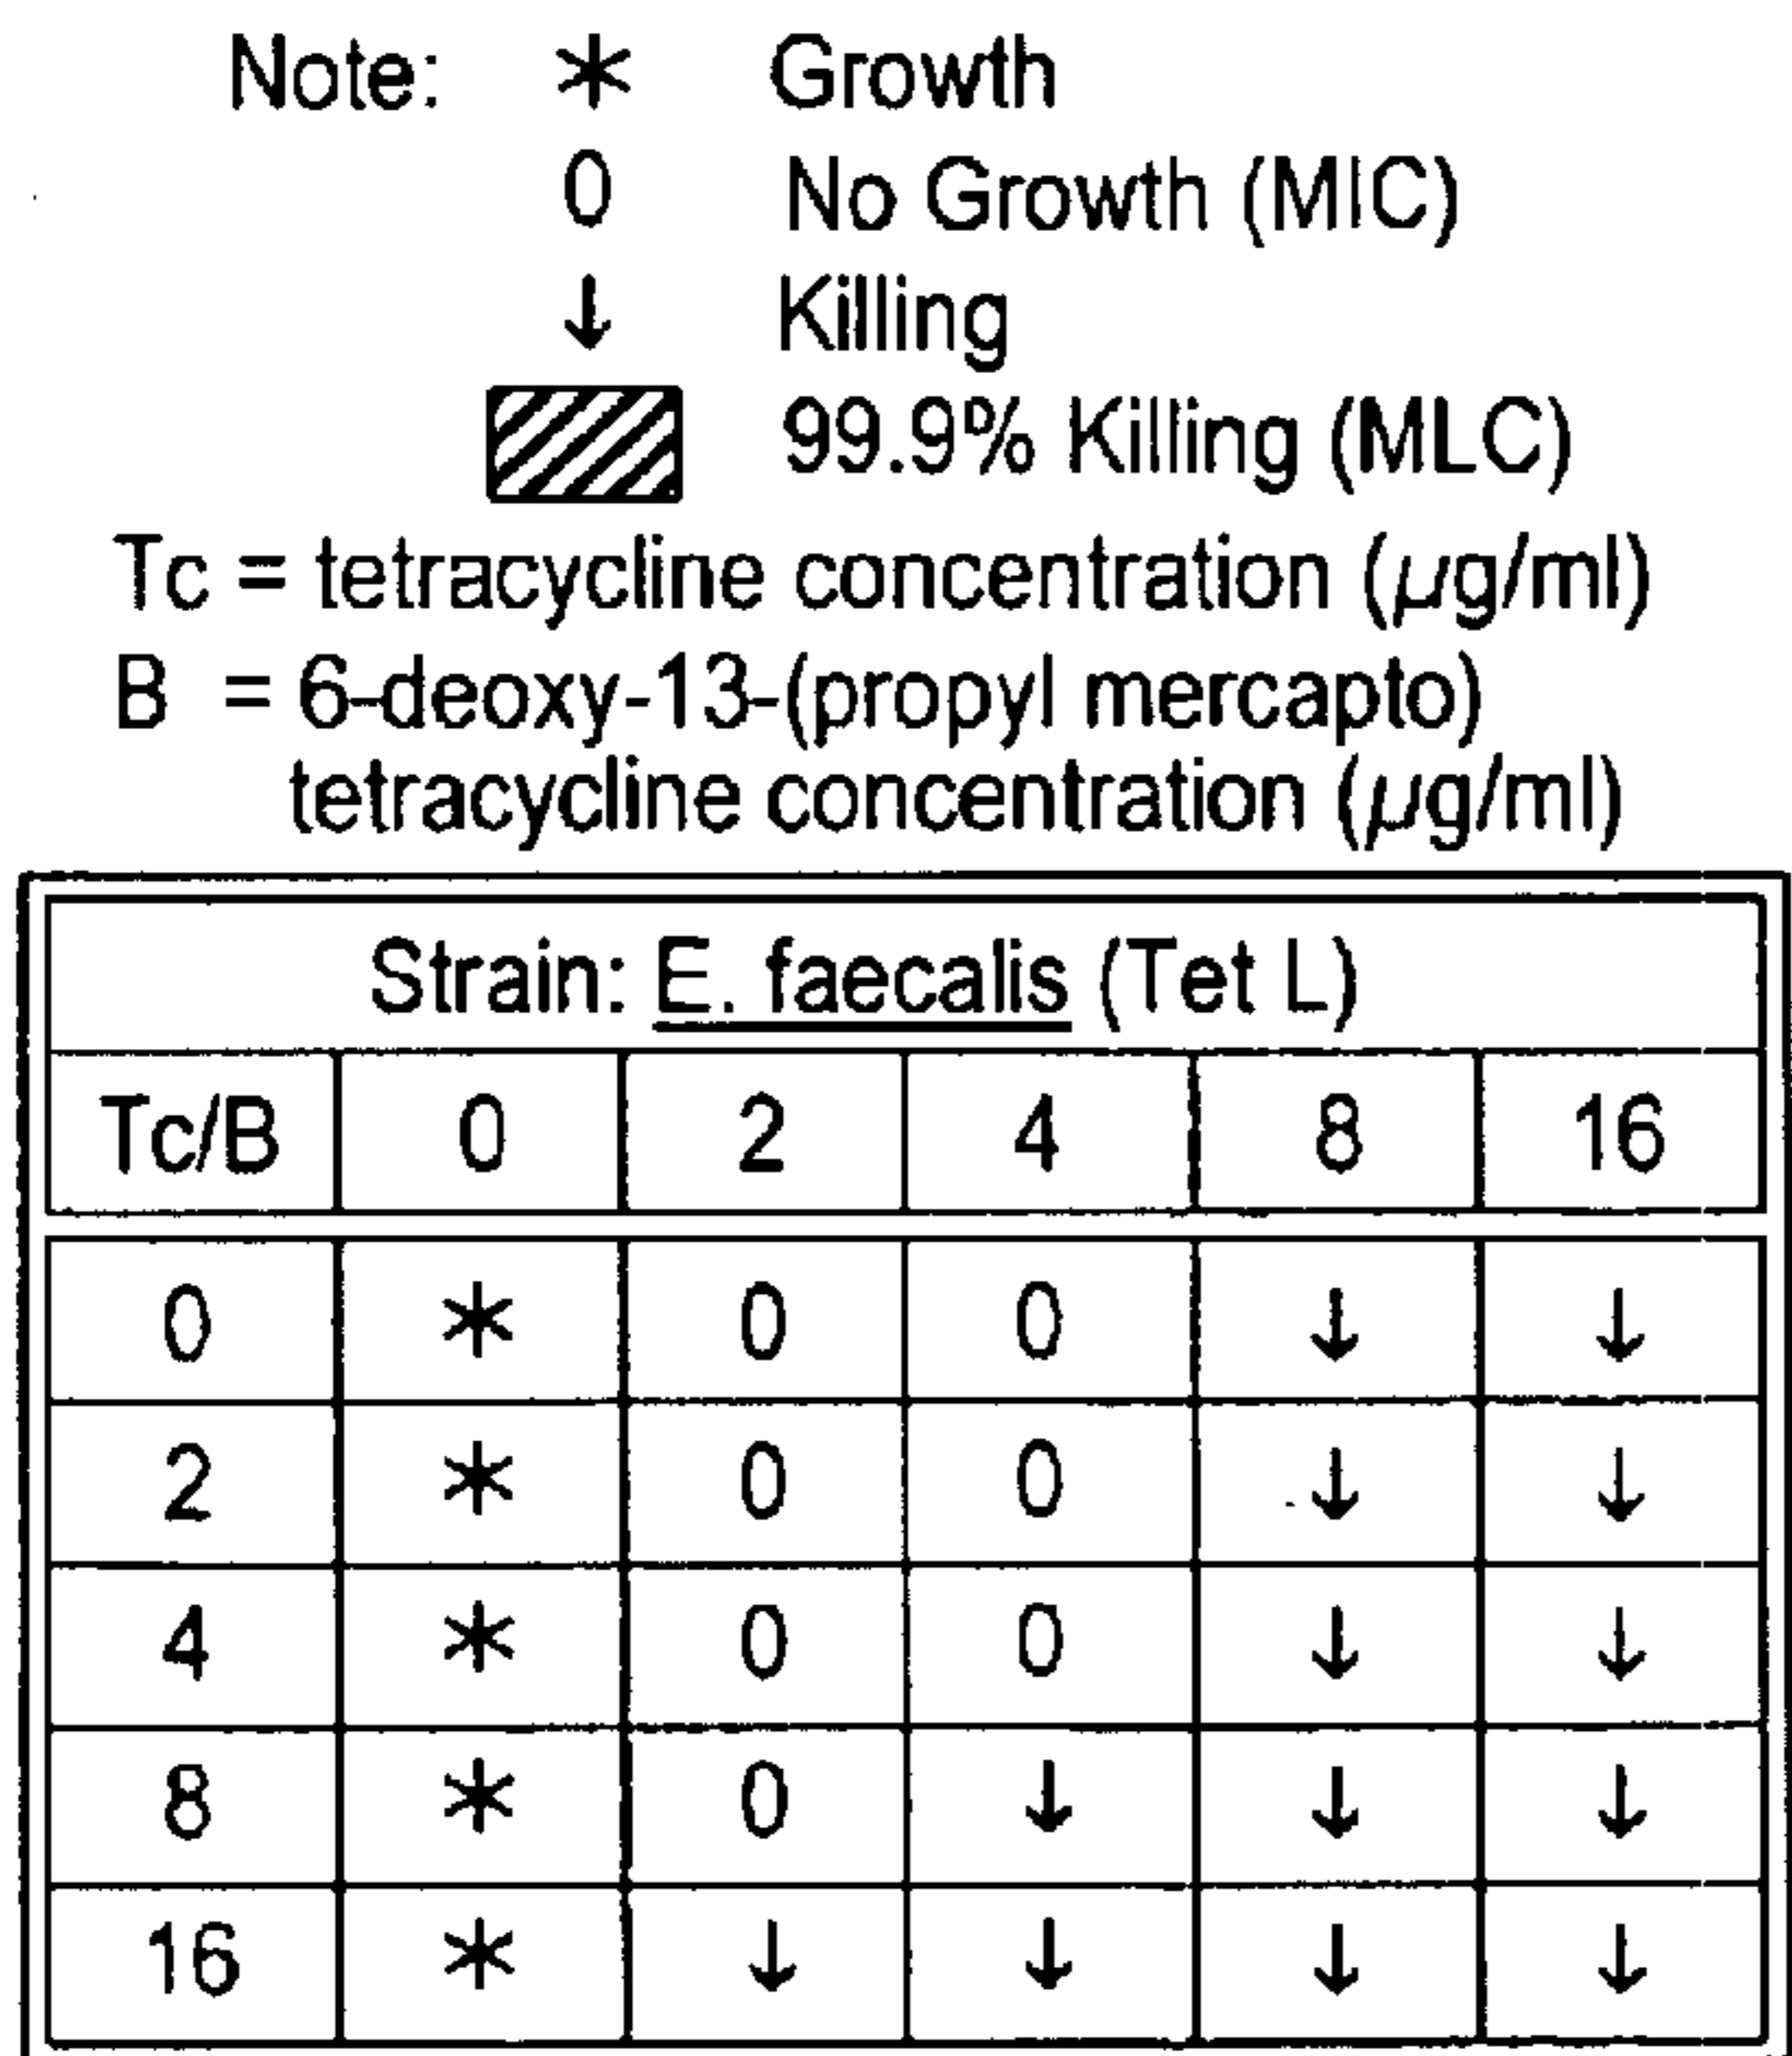 Note: * Growth
0 No Growth (MIC)
↓ Killing
99.9% Killing (MLC)
Tc = tetracycline concentration (µg/ml)
B = 6-deoxy-13-(propyl mercapto)
tetracycline concentration (µg/ml)
Strain: E. faecalis (Tet L)
Tc/B 0 2 4 8 16
0 * 0 0 ↓ ↓
2 * 0 0 ↓ ↓
4 * 0 0 ↓ ↓
8 * 0 ↓ ↓ ↓
16 * ↓ ↓ ↓ ↓